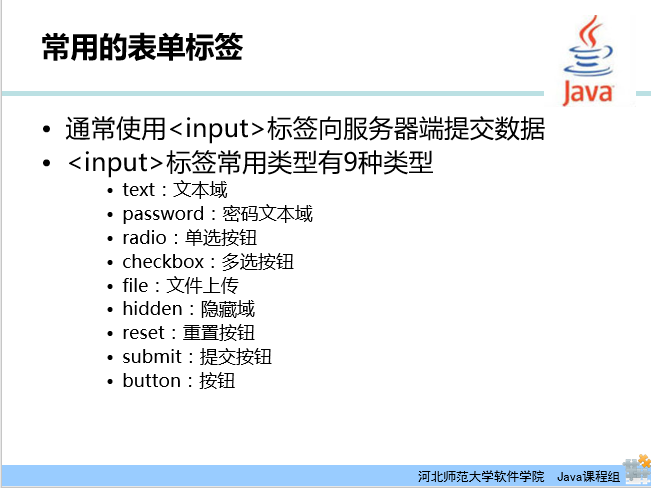 常用的表单标签
Java
• 通常使用<input>标签向服务器端提交数据
• <input>标签常用类型有9种类型
• text：文本域
• password：密码文本域
• radio：单选按钮
• checkbox：多选按钮
• file：文件上传
• hidden：隐藏域
• reset：重置按钮
• submit：提交按钮
• button：按钮
河北师范大学软件学院 Java课程组